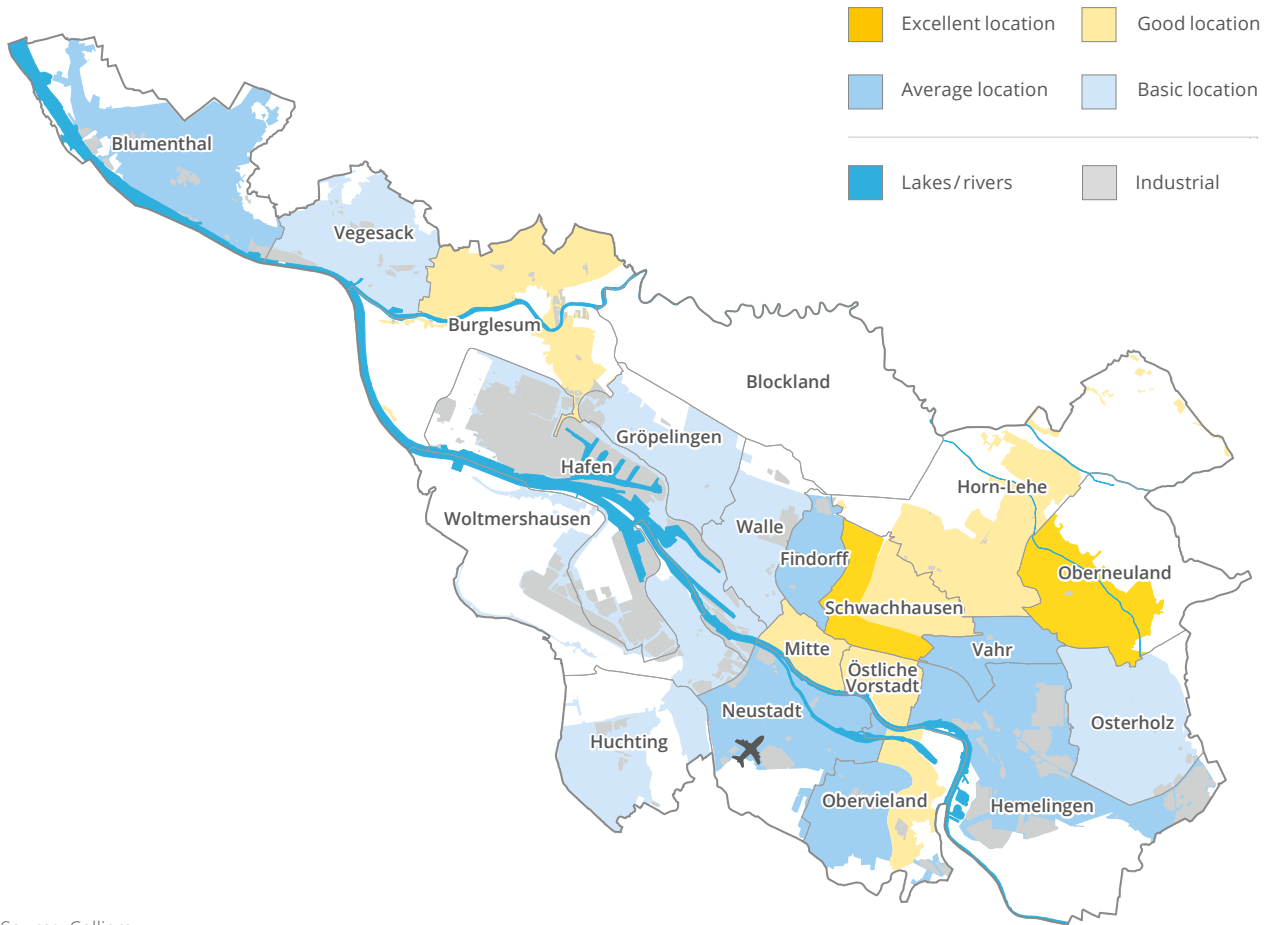 Excellent location
Good location
Average location
Basic location
Lakes/rivers
Industrial
Blumenthal
Vegesack
Burglesum
Blockland
Gröpelingen
Hafen
Horn-Lehe
Woltmershausen
Walle
Findorff
Oberneuland
Schwachhausen
Mitte
Vahr
Östliche
Vorstadt
Neustadt
Osterholz
Huchting
Obervieland
Hemelingen